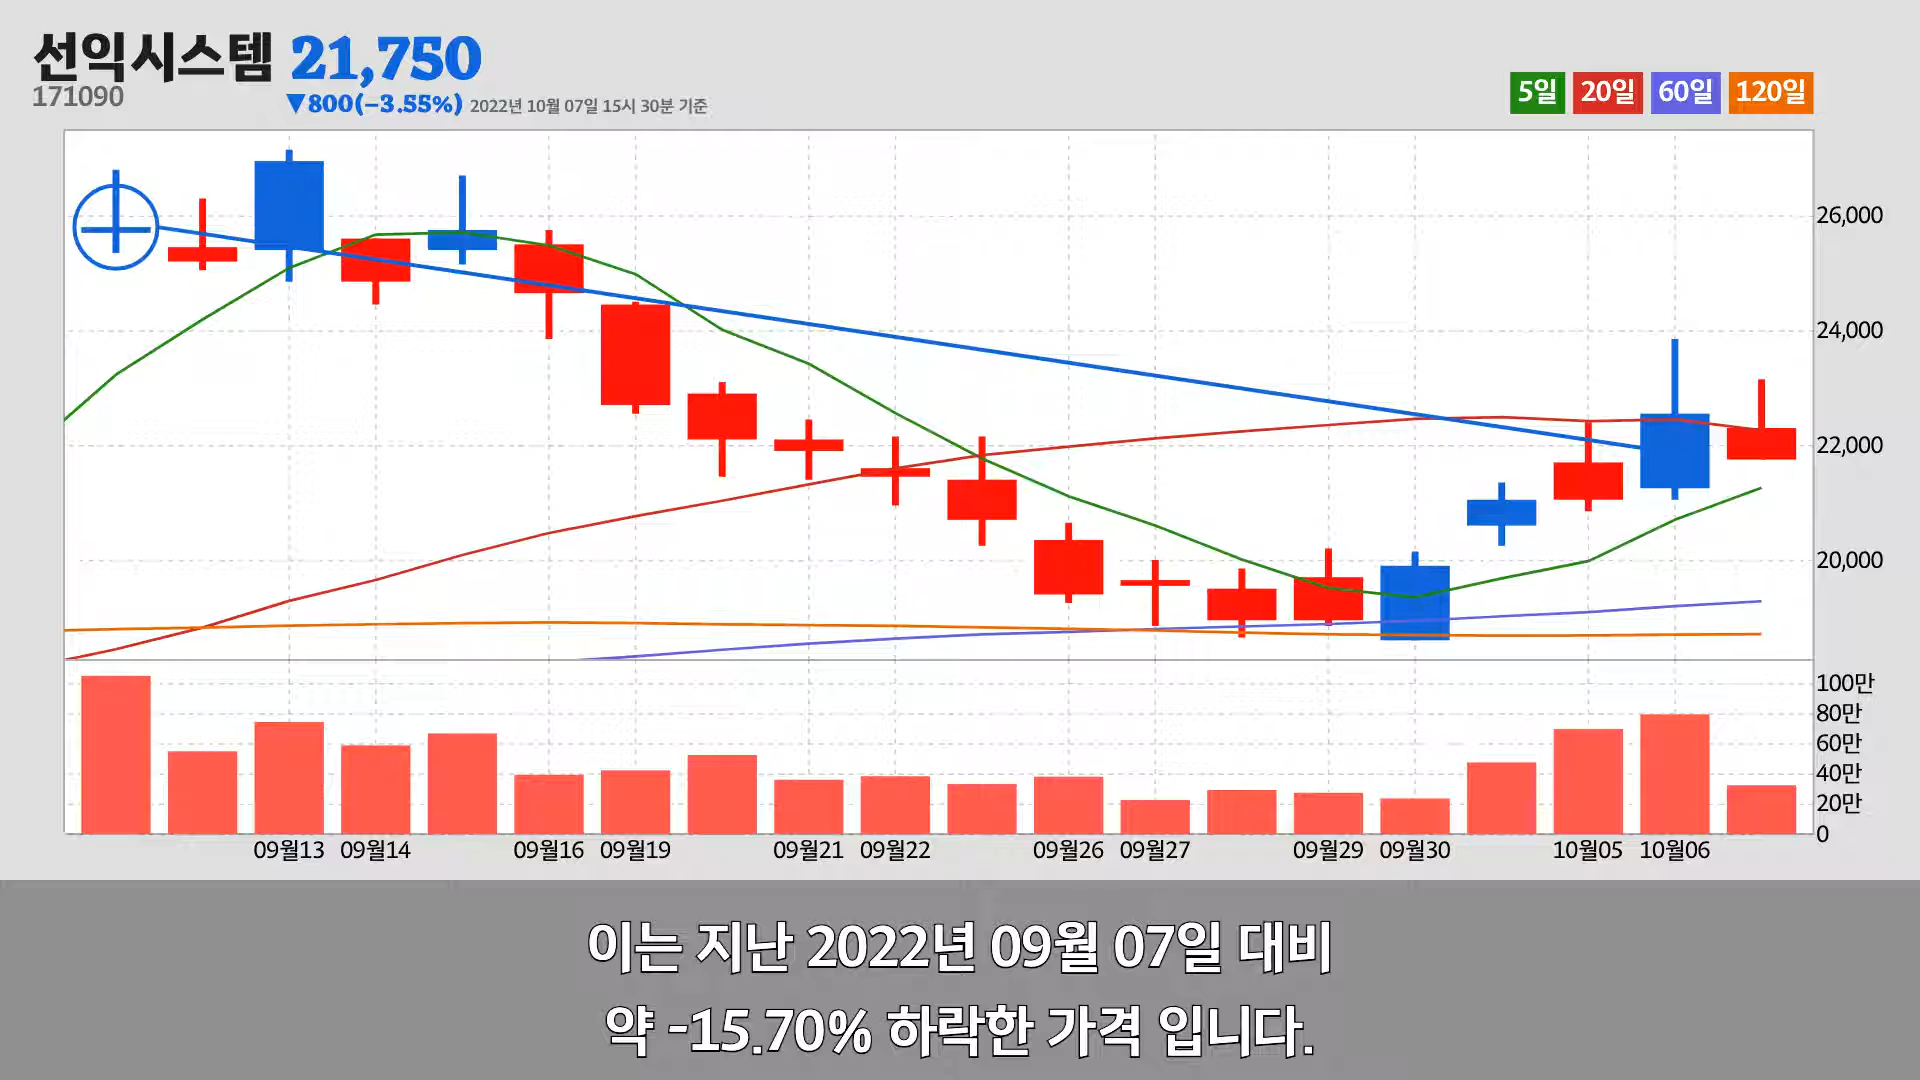 선익시스템 21,750
171090
▼800(−3.55%) 2022년 10월 07일 15시 30분 기준
5일 20일 60일 120일
26,000
24,000
22,000
20,000
100만
80만
60만
40만
20만
0
09월13 09월14 09월16 09월19 09월21 09월22 09월26 09월27 09월29 09월30 10월05 10월06
이는 지난 2022년 09월 07일 대비
약 -15.70% 하락한 가격 입니다.